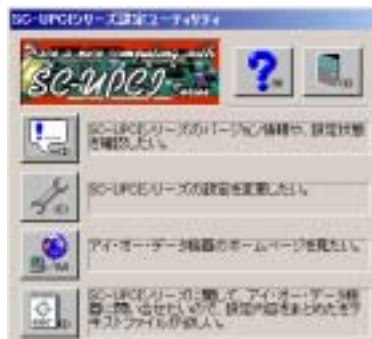 SC-UPCIシリーズ設定ユーティリティ
SC-UPCI Series
SC-UPCIシリーズのバージョン情報や、設定状態
を確認したい。
SC-UPCIシリーズの設定を変更したい。
アイ・オー・データ機器のホームページを見たい。
SC-UPCIシリーズに関して、アイ・オー・データ機
器に問い合せたいので、設定内容をまとめたテ
キストファイルが欲しい。